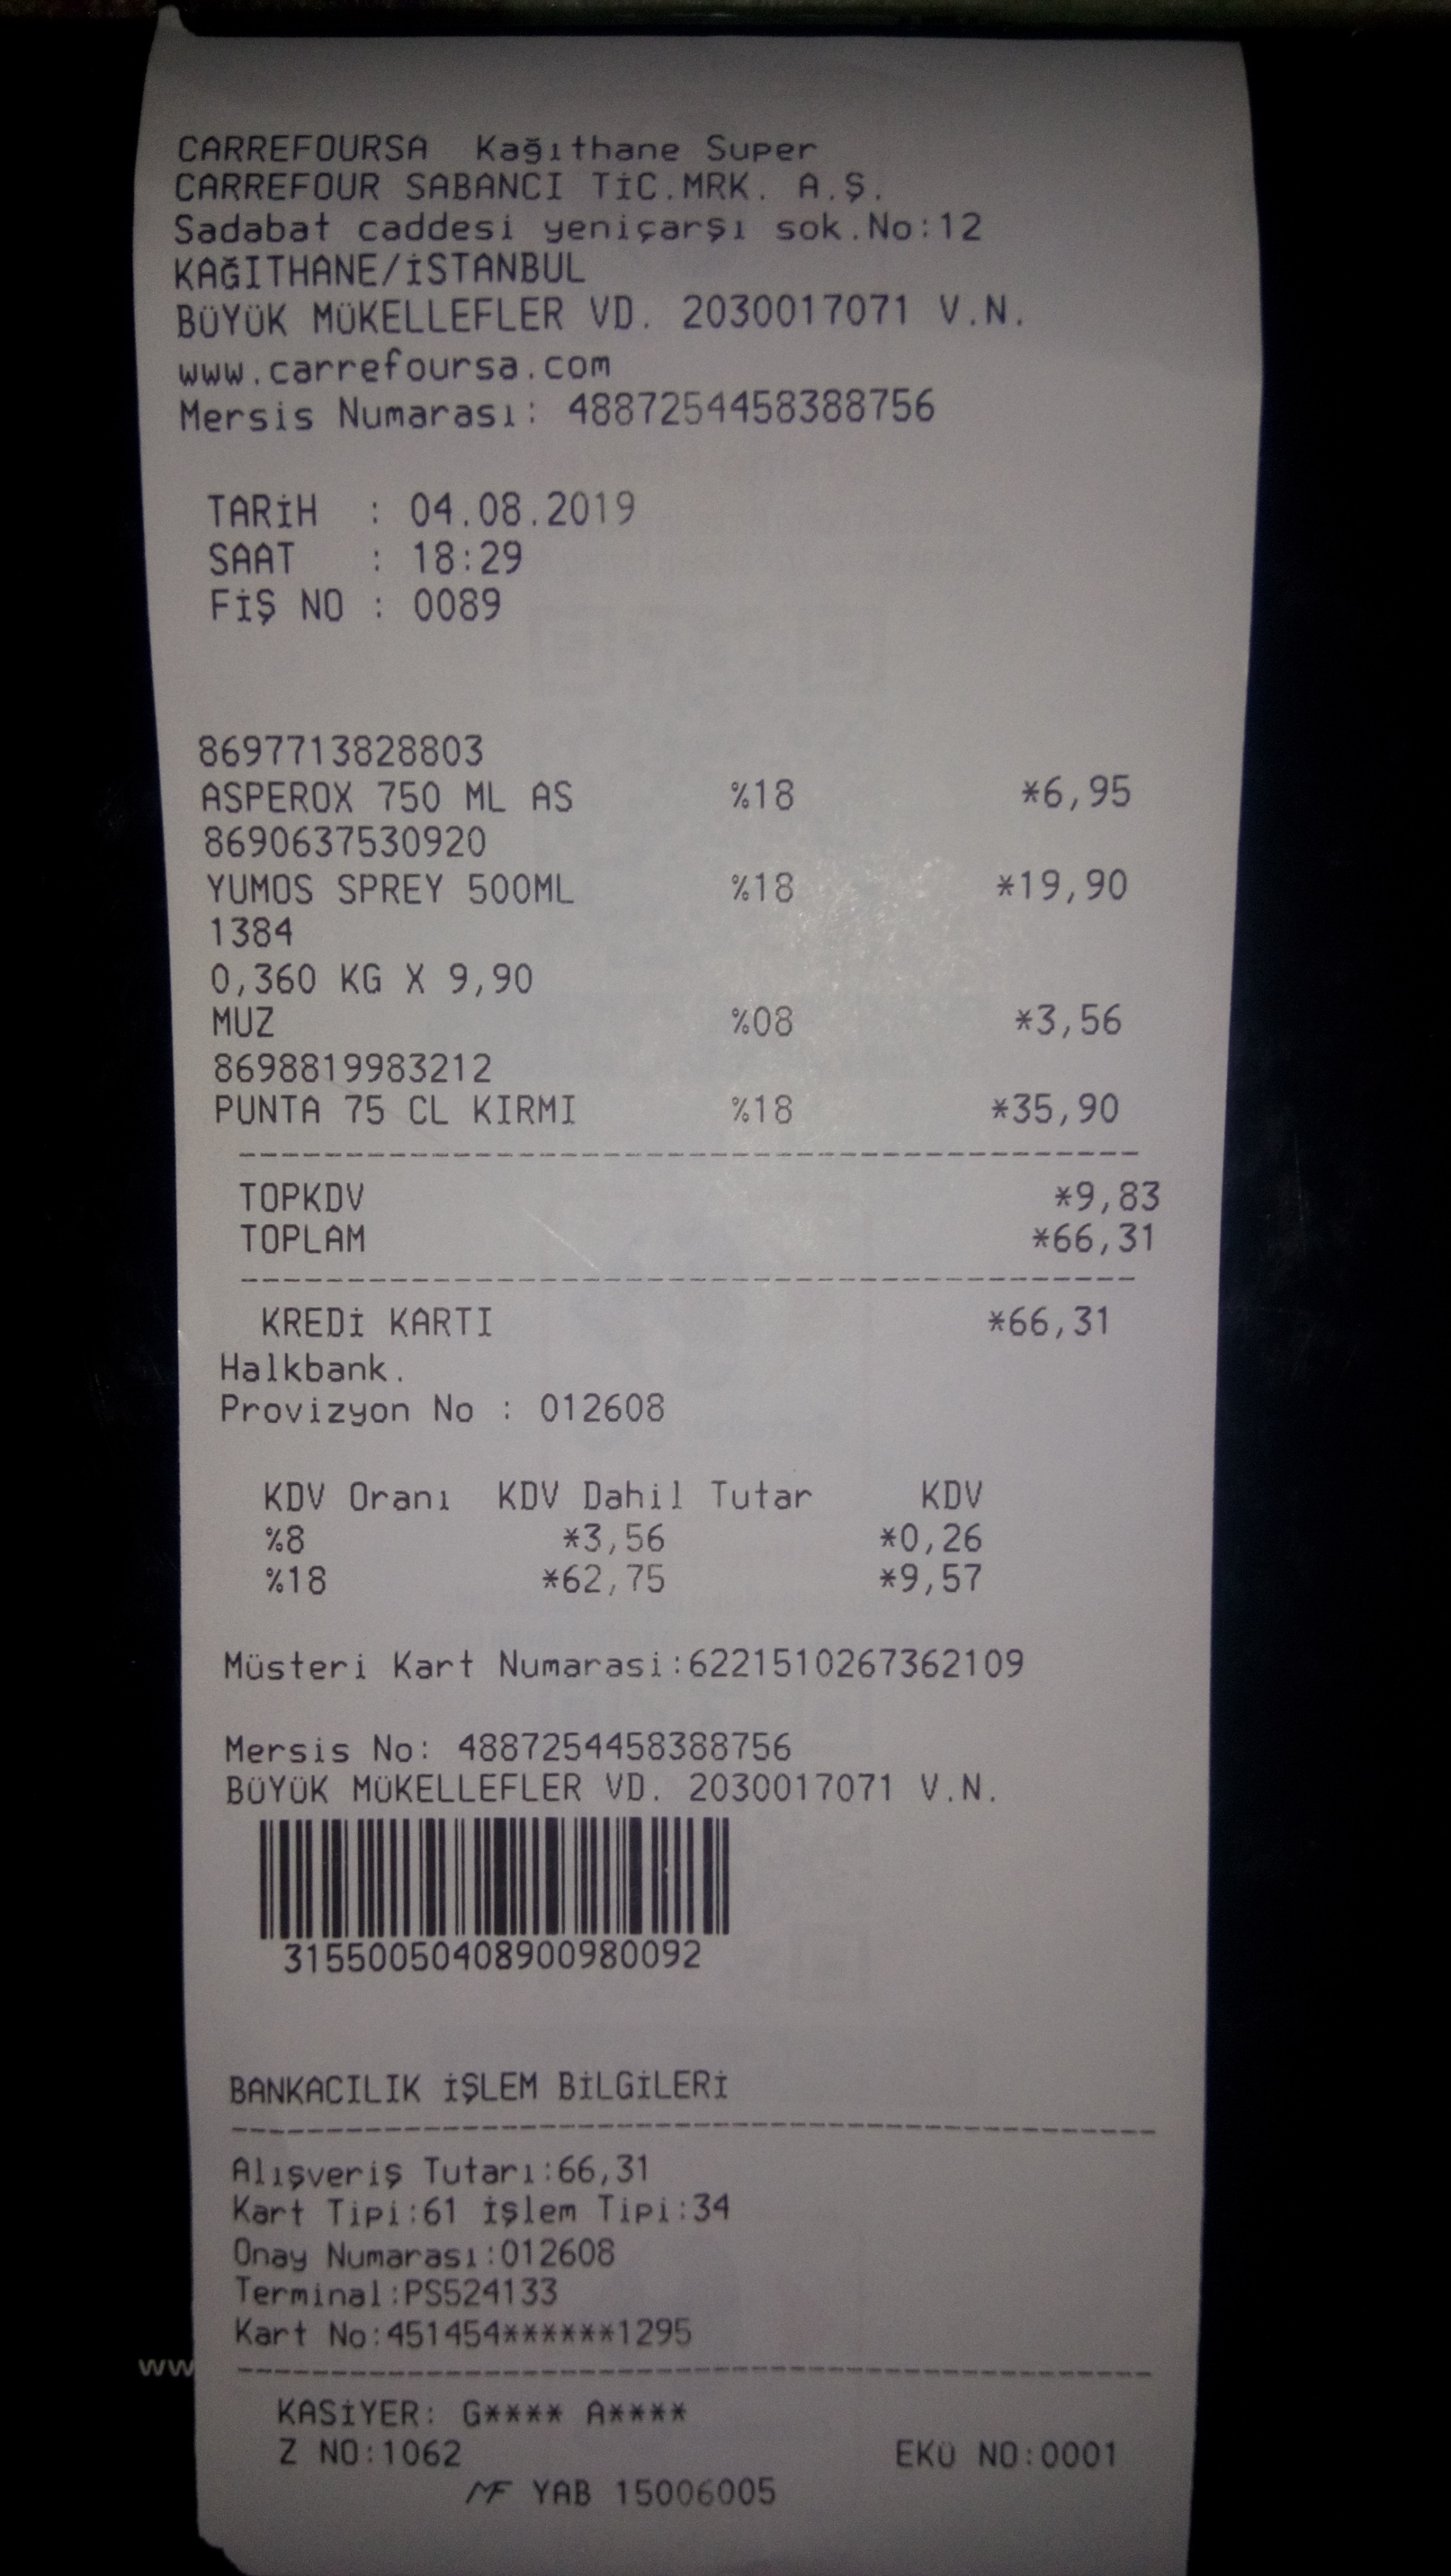 CARREFOURSA Kağıthane Super
CARREFOUR SABANCI TİC.MRK. A.Ş.
Sadabat caddesi yeniçarşı sok.No:12
KAĞITHANE/İSTANBUL
BÜYÜK MÜKELLEFLER VD. 2030017071 V.N.
www.carrefoursa.com
Mersis Numarası: 4887254458388756
TARİH : 04.08.2019
SAAT : 18:29
FİŞ NO : 0089
8697713828803
ASPEROX 750 ML AS %18 *6,95
8690637530920
YUMOS SPREY 500ML %18 *19,90
1384
0,360 KG X 9,90
MUZ %08 *3,56
8698819983212
PUNTA 75 CL KIRMI %18 *35,90
TOPKDV *9,83
TOPLAM *66,31
KREDİ KARTI *66,31
Halkbank.
Provizyon No : 012608
KDV Oranı KDV Dahil Tutar KDV
%8 *3,56 *0,26
%18 *62,75 *9,57
Müsteri Kart Numarasi:6221510267362109
Mersis No: 4887254458388756
BÜYÜK MÜKELLEFLER VD. 2030017071 V.N.
31550050408900980092
BANKACILIK İŞLEM BİLGİLERİ
Alışveriş Tutarı:66,31
Kart Tipi:61 İşlem Tipi:34
Onay Numarası:012608
Terminal:PS524133
Kart No:451454******1295
ww
KASİYER: G**** A****
Z NO:1062 EKÜ NO:0001
MF YAB 15006005